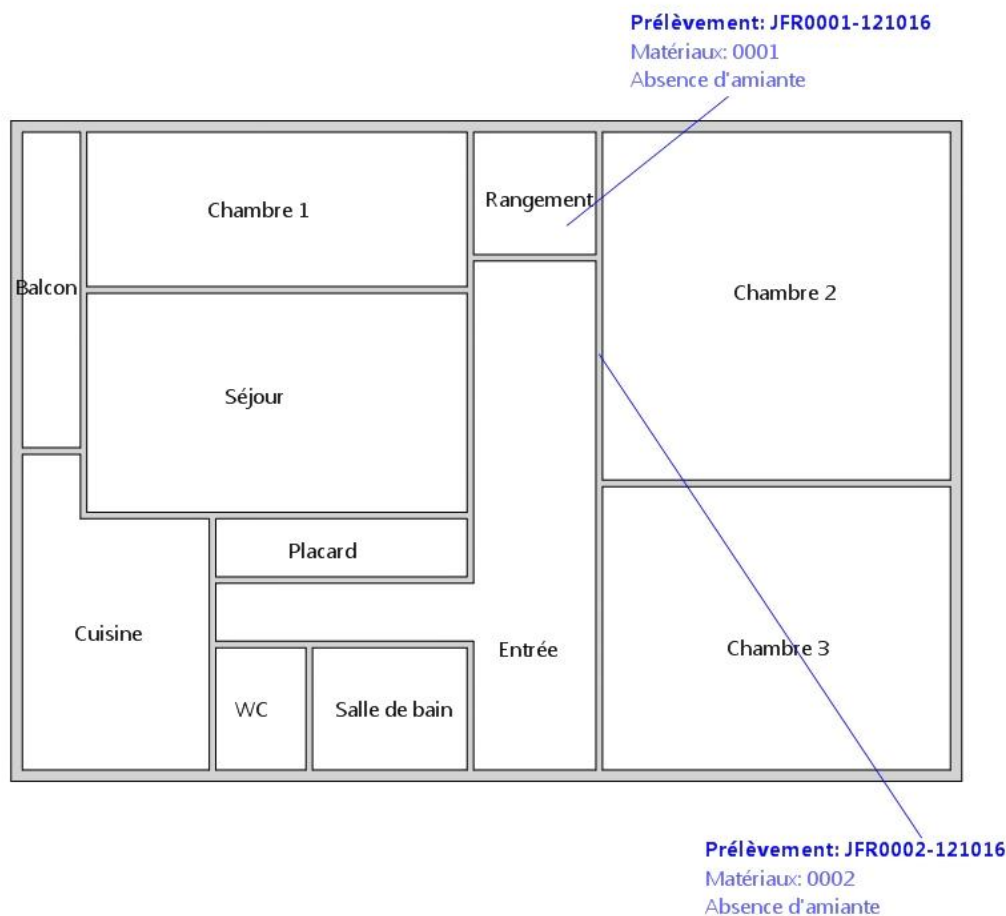 Prélèvement: JFR0001-121016
Matériaux: 0001
Absence d'amiante
Rangement
Chambre 1
Balcon
Chambre 2
Séjour
Placard
Cuisine
Entrée
Chambre 3
WC
Salle de bain
Prélèvement: JFR0002-121016
Matériaux: 0002
Absence d'amiante